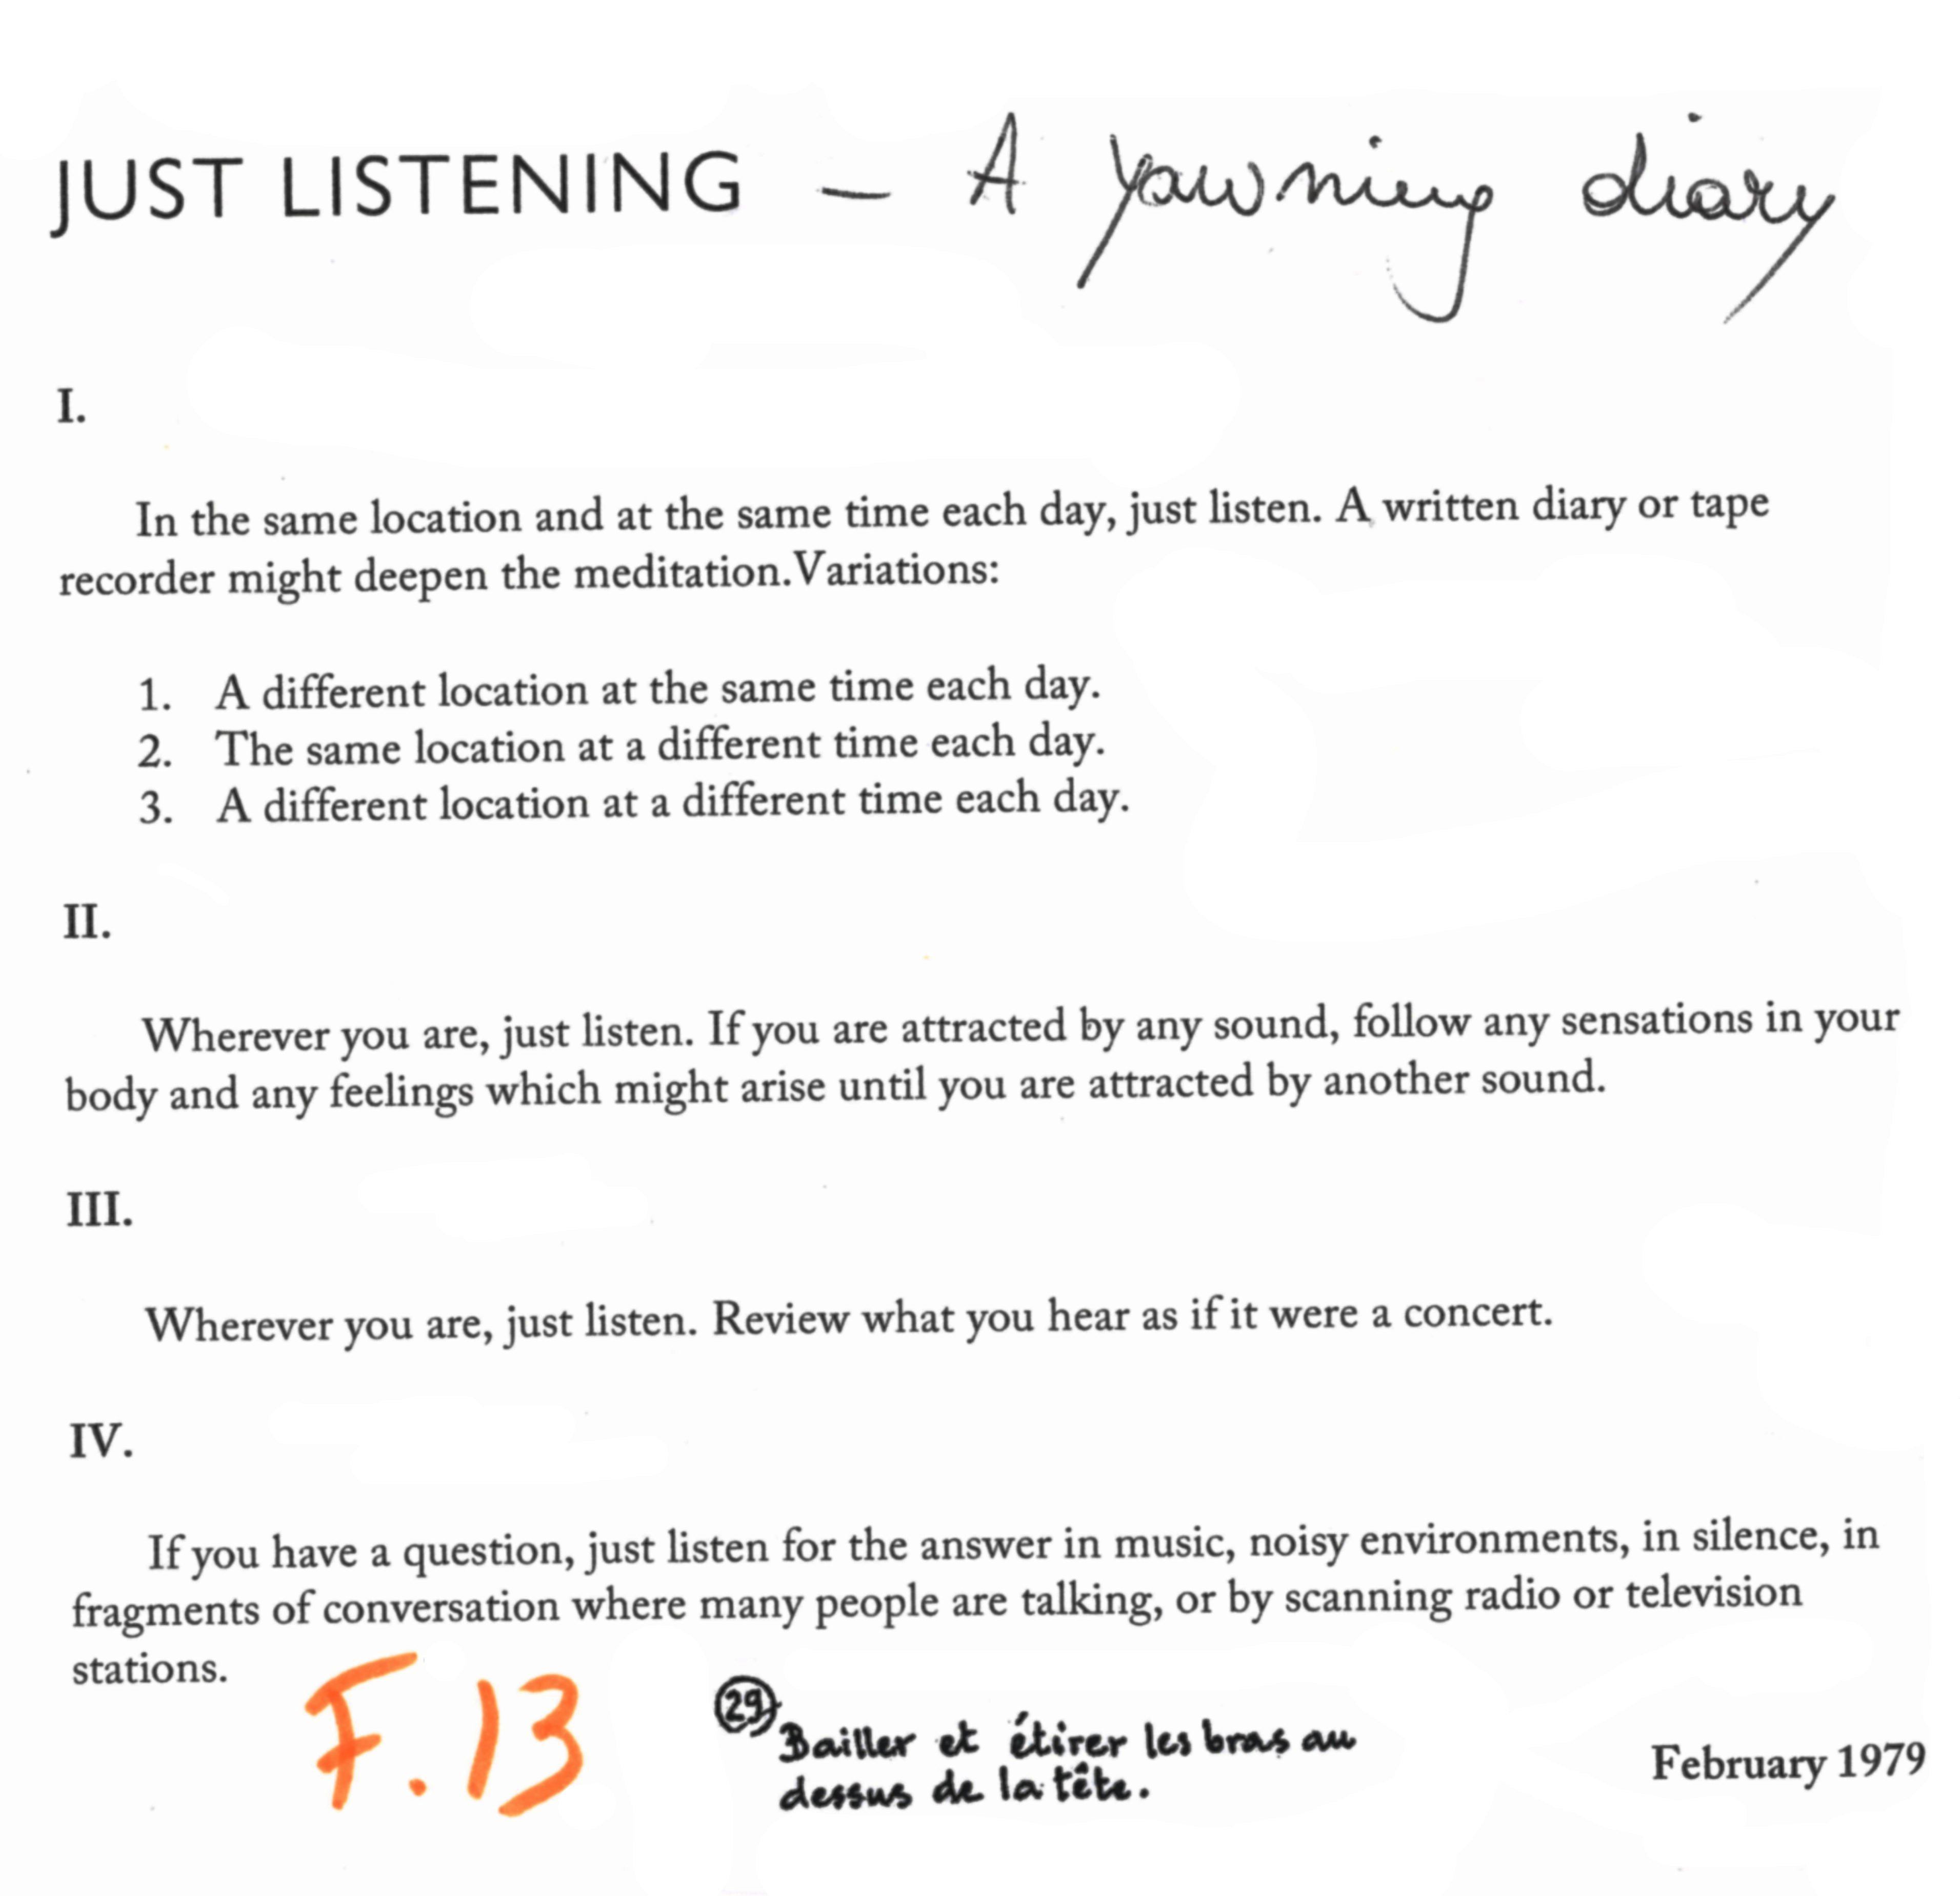 JUST LISTENING – A yawning diary
I.
In the same location and at the same time each day, just listen. A written diary or tape
recorder might deepen the meditation.Variations:
1. A different location at the same time each day.
2. The same location at a different time each day.
3. A different location at a different time each day.
II.
Wherever you are, just listen. If you are attracted by any sound, follow any sensations in your
body and any feelings which might arise until you are attracted by another sound.
III.
Wherever you are, just listen. Review what you hear as if it were a concert.
IV.
If you have a question, just listen for the answer in music, noisy environments, in silence, in
fragments of conversation where many people are talking, or by scanning radio or television
stations.
F.13
29 Bailler et étirer les bras au
dessus de la tête.
February 1979